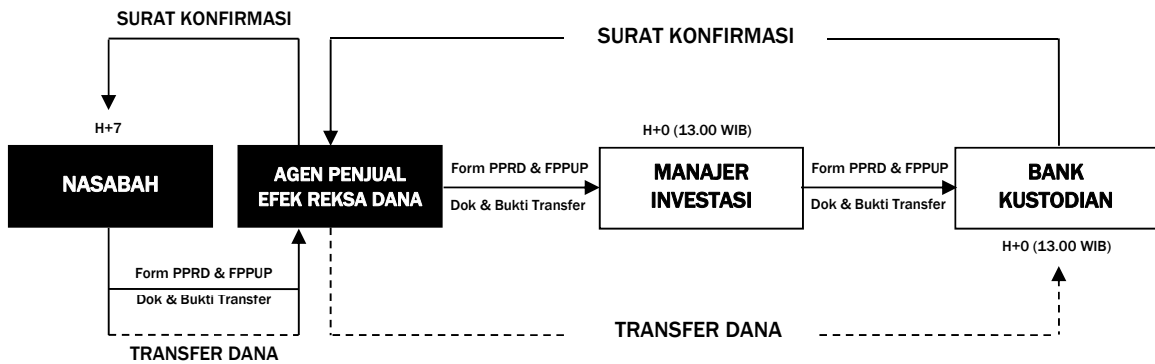 SURAT KONFIRMASI
SURAT KONFIRMASI
H+7
H+0 (13.00 WIB)
NASABAH
AGEN PENJUAL
EFEK REKSA DANA
Form PPRD & FPPUP
Dok & Bukti Transfer
MANAJER
INVESTASI
Form PPRD & FPPUP
Dok & Bukti Transfer
BANK
KUSTODIAN
H+0 (13.00 WIB)
Form PPRD & FPPUP
Dok & Bukti Transfer
TRANSFER DANA
TRANSFER DANA